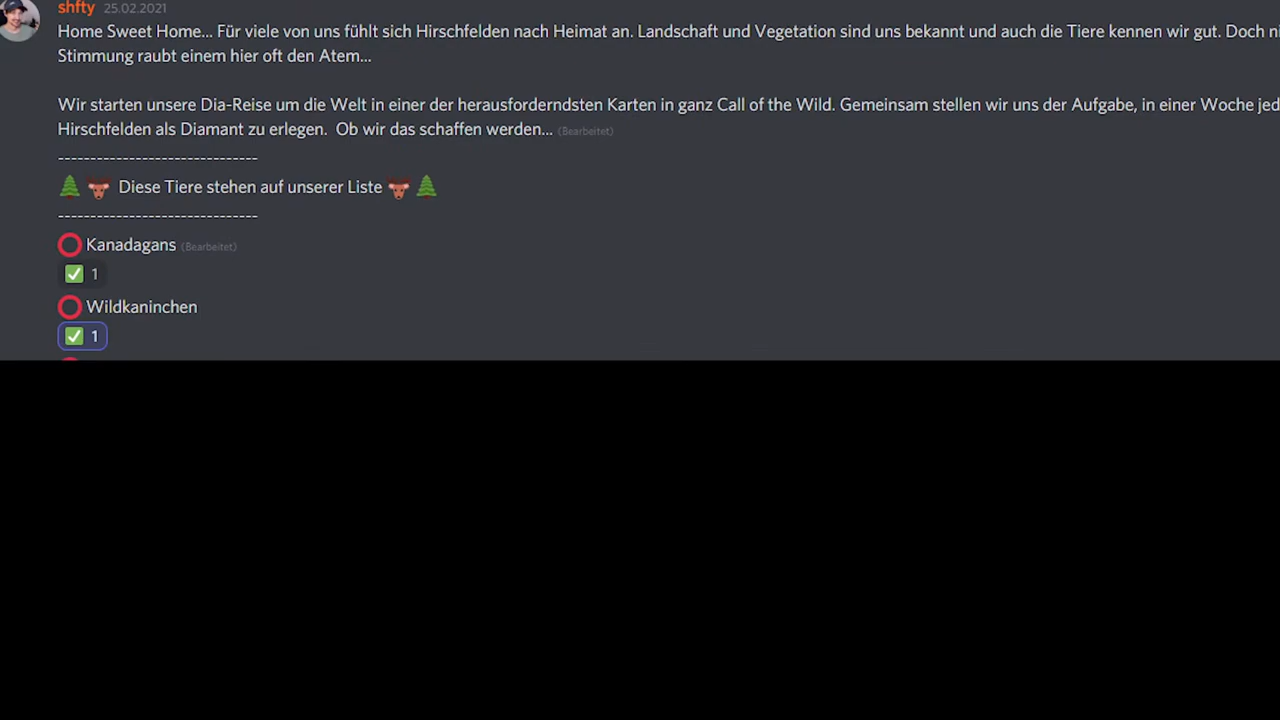 shfty 25.02.2021
Home Sweet Home... Für viele von uns fühlt sich Hirschfelden nach Heimat an. Landschaft und Vegetation sind uns bekannt und auch die Tiere kennen wir gut. Doch
Stimmung raubt einem hier oft den Atem...
Wir starten unsere Dia-Reise um die Welt in einer der herausforderndsten Karten in ganz Call of the Wild. Gemeinsam stellen wir uns der Aufgabe, in einer Woche
Hirschfelden als Diamant zu erlegen. Ob wir das schaffen werden... (Bearbeitet)
-------------------------------
🌲 Diese Tiere stehen auf unserer Liste 🌲
-------------------------------
⭕ Kanadagans (Bearbeitet)
✅ 1
⭕ Wildkaninchen
✅ 1